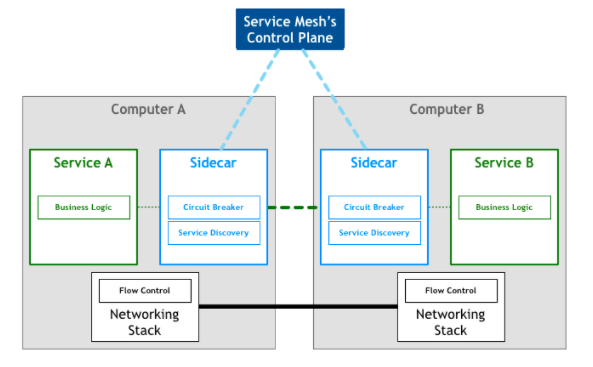 Service Mesh's
Control Plane
Computer A
Computer B
Service A
Sidecar
Sidecar
Service B
Business Logic
Circuit Breaker
Circuit Breaker
Business Logic
Service Discovery
Service Discovery
Flow Control
Flow Control
Networking
Stack
Networking
Stack